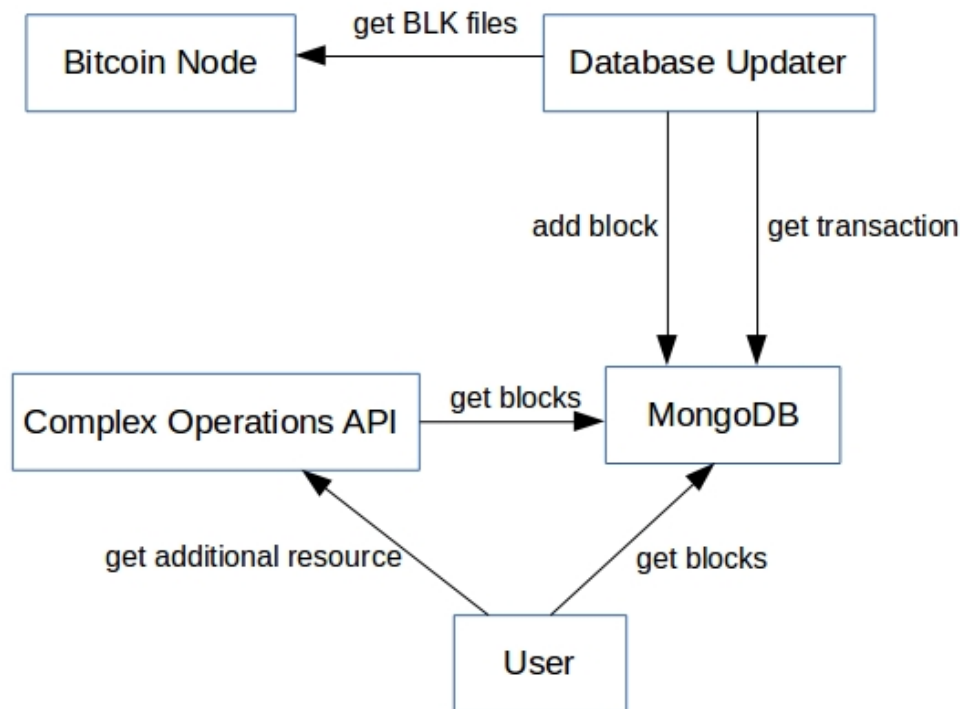 get BLK files
Bitcoin Node
Database Updater
add block
get transaction
Complex Operations API
get blocks
MongoDB
get additional resource
get blocks
User